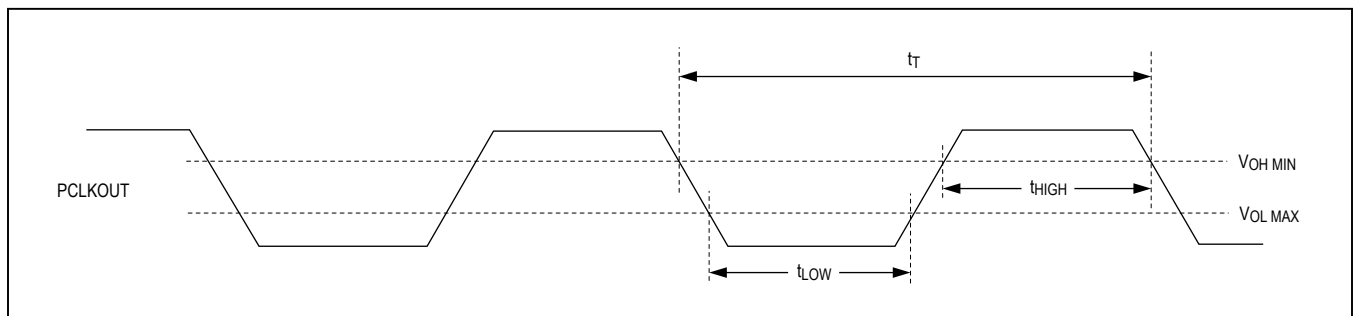 tT
VOH MIN
PCLKOUT
tHIGH
VOL MAX
tLOW